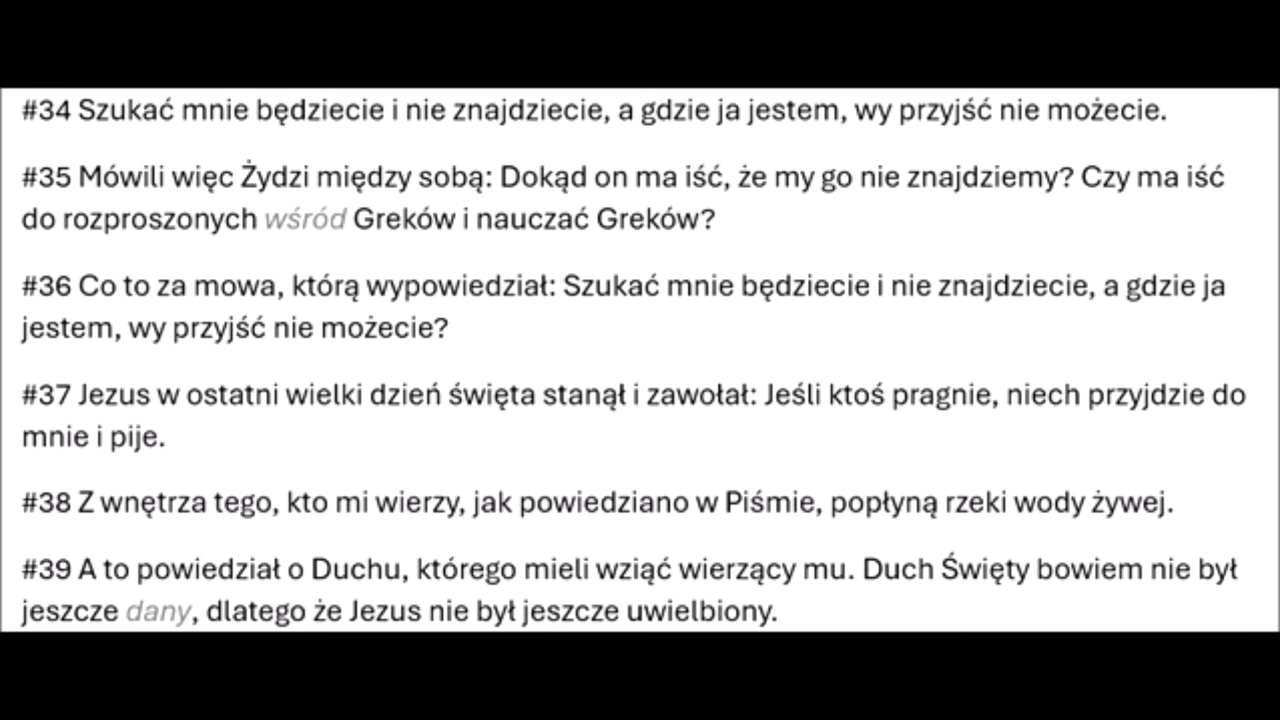 #34 Szukać mnie będziecie i nie znajdziecie, a gdzie ja jestem, wy przyjść nie możecie.
#35 Mówili więc Żydzi między sobą: Dokąd on ma iść, że my go nie znajdziemy? Czy ma iść
do rozproszonych wśród Greków i nauczać Greków?
#36 Co to za mowa, którą wypowiedział: Szukać mnie będziecie i nie znajdziecie, a gdzie ja
jestem, wy przyjść nie możecie?
#37 Jezus w ostatni wielki dzień święta stanął i zawołał: Jeśli ktoś pragnie, niech przyjdzie do
mnie i pije.
#38 Z wnętrza tego, kto mi wierzy, jak powiedziano w Piśmie, popłyną rzeki wody żywej.
#39 A to powiedział o Duchu, którego mieli wziąć wierzący mu. Duch Święty bowiem nie był
jeszcze dany, dlatego że Jezus nie był jeszcze uwielbiony.